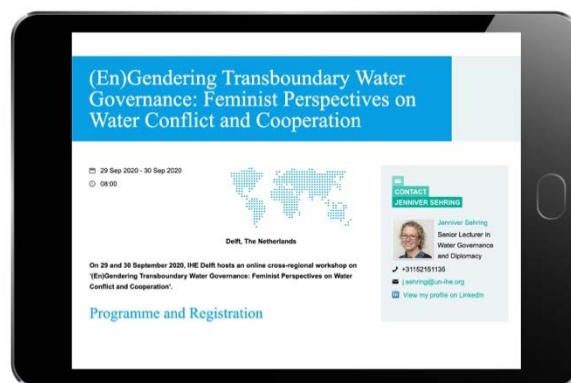 (En)Gendering Transboundary Water
Governance: Feminist Perspectives on
Water Conflict and Cooperation
29 Sep 2020 - 30 Sep 2020
08:00
Delft, The Netherlands
On 29 and 30 September 2020, IHE Delft hosts an online cross-regional workshop on
'(En)Gendering Transboundary Water Governance: Feminist Perspectives on Water
Conflict and Cooperation'.
Programme and Registration
CONTACT
JENNIVER SEHRING
Jenniver Sehring
Senior Lecturer in
Water Governance
and Diplomacy
+31152151135
j.sehring@un-ihe.org
View my profile on LinkedIn